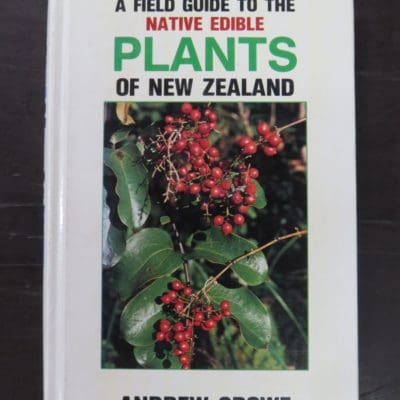 A FIELD GUIDE TO THE
NATIVE EDIBLE
PLANTS
OF NEW ZEALAND
ANDREW CROWE